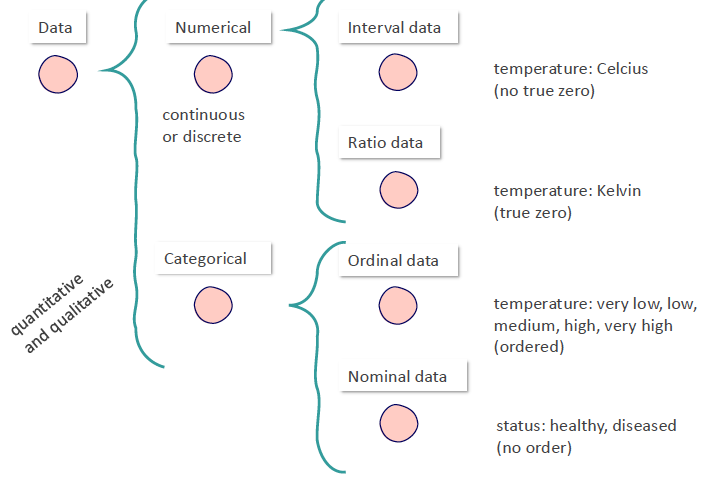 Data
Numerical
Interval data
temperature: Celcius
(no true zero)
continuous
or discrete
Ratio data
temperature: Kelvin
(true zero)
Categorical
Ordinal data
quantitative
and qualitative
temperature: very low, low,
medium, high, very high
(ordered)
Nominal data
status: healthy, diseased
(no order)